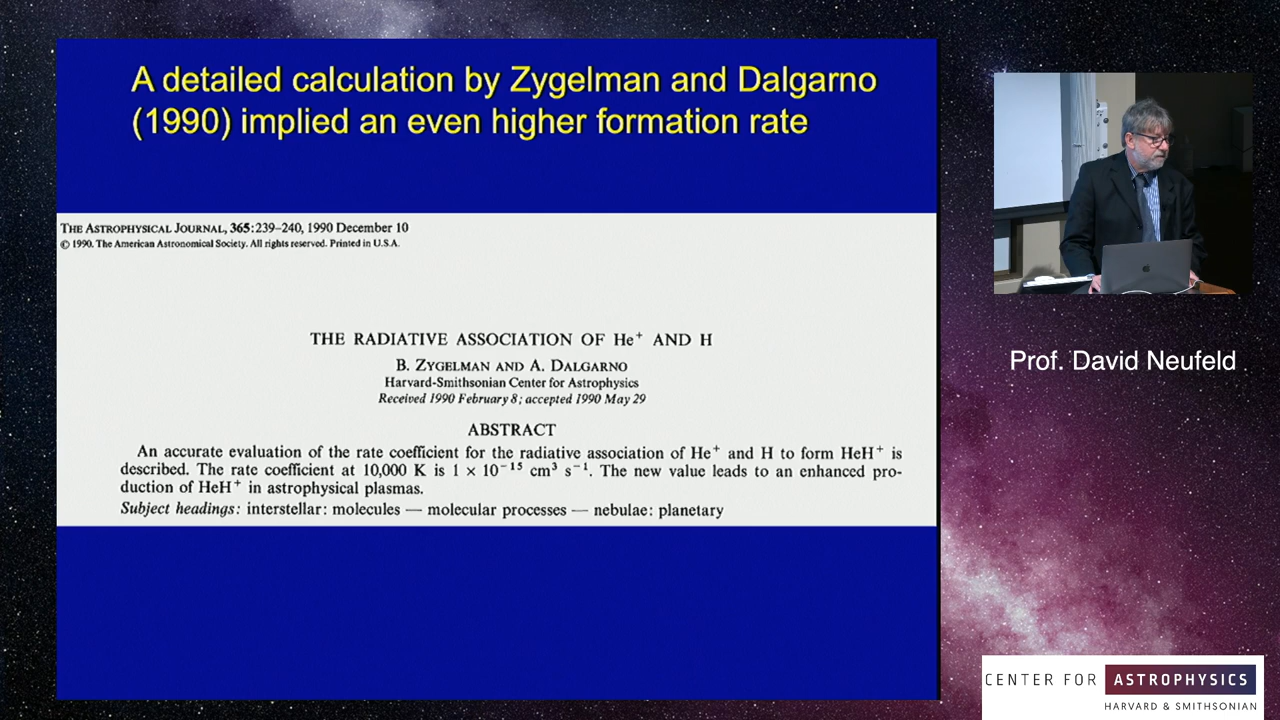 A detailed calculation by Zygelman and Dalgarno
(1990) implied an even higher formation rate
THE ASTROPHYSICAL JOURNAL, 365:239–240, 1990 December 10
© 1990. The American Astronomical Society. All rights reserved. Printed in U.S.A.
THE RADIATIVE ASSOCIATION OF He⁺ AND H
B. ZYGELMAN AND A. DALGARNO
Harvard-Smithsonian Center for Astrophysics
Received 1990 February 8; accepted 1990 May 29
ABSTRACT
An accurate evaluation of the rate coefficient for the radiative association of He⁺ and H to form HeH⁺ is
described. The rate coefficient at 10,000 K is 1 × 10⁻¹⁵ cm³ s⁻¹. The new value leads to an enhanced pro-
duction of HeH⁺ in astrophysical plasmas.
Subject headings: interstellar: molecules — molecular processes — nebulae: planetary
Prof. David Neufeld
CENTER FOR ASTROPHYSICS
HARVARD & SMITHSONIAN